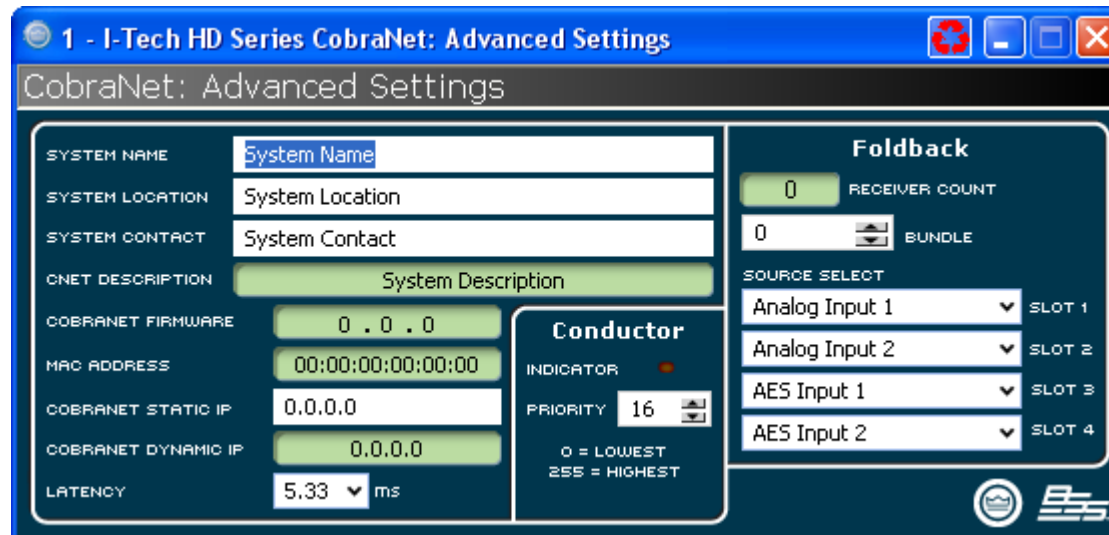 1 - I-Tech HD Series CobraNet: Advanced Settings
CobraNet: Advanced Settings
SYSTEM NAME System Name
SYSTEM LOCATION System Location
SYSTEM CONTACT System Contact
CNET DESCRIPTION System Description
COBRANET FIRMWARE 0 . 0 . 0
MAC ADDRESS 00:00:00:00:00:00
COBRANET STATIC IP 0.0.0.0
COBRANET DYNAMIC IP 0.0.0.0
LATENCY 5.33 ms
Conductor
INDICATOR
PRIORITY 16
0 = LOWEST
255 = HIGHEST
Foldback
0 RECEIVER COUNT
0 BUNDLE
SOURCE SELECT
Analog Input 1 SLOT 1
Analog Input 2 SLOT 2
AES Input 1 SLOT 3
AES Input 2 SLOT 4
BSS